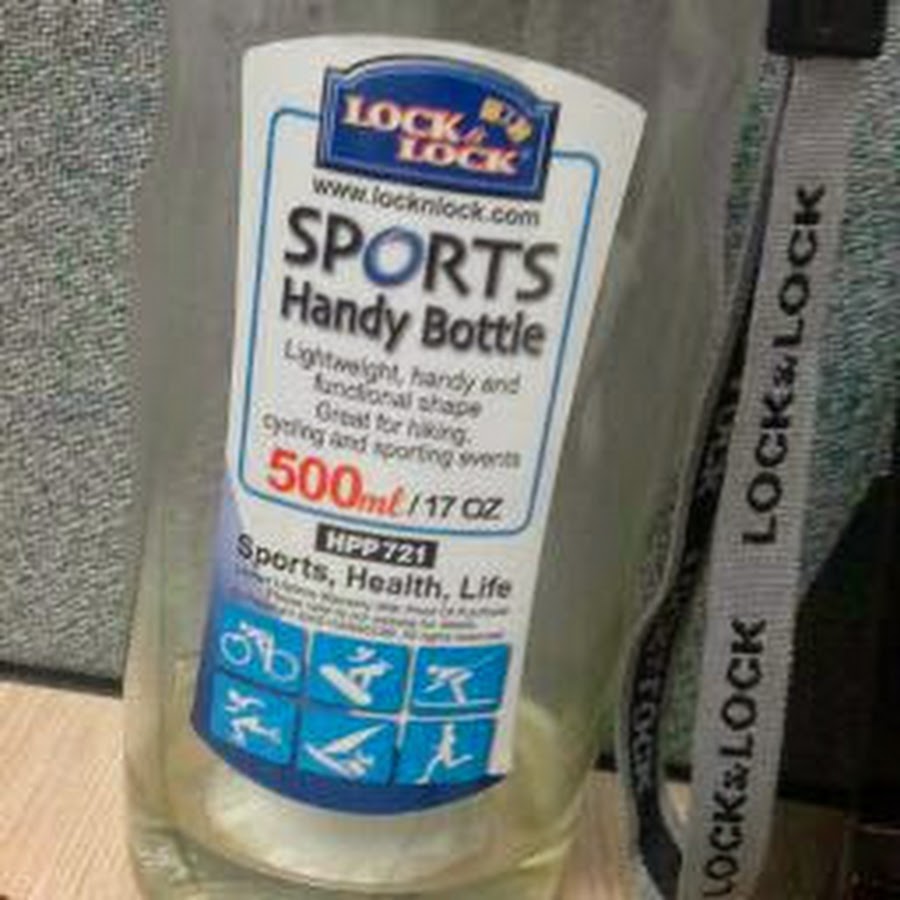 LOCK & LOCK
www.locknlock.com
SPORTS
Handy Bottle
Lightweight, handy and
functional shape
Great for hiking,
cycling and sporting events
500ml / 17 OZ
HPP721
Sports, Health, Life
LOCK&LOCK
LOCK&LOCK